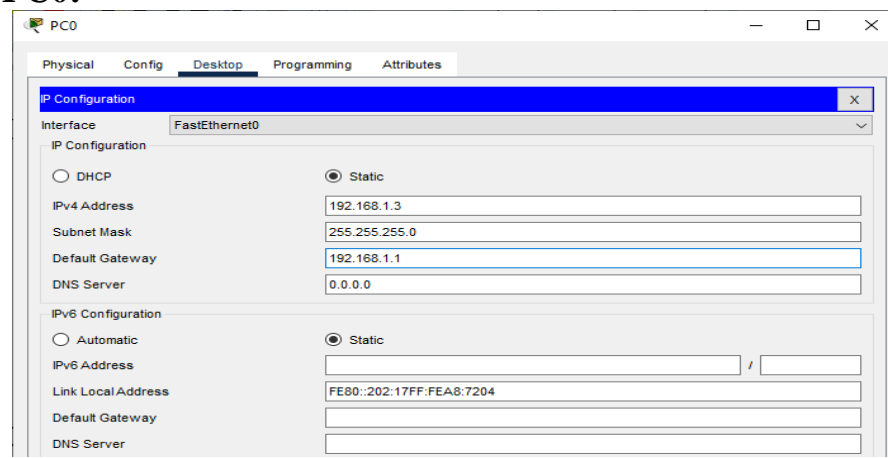 PC0:
PC0
Physical Config Desktop Programming Attributes
IP Configuration X
Interface FastEthernet0
IP Configuration
DHCP Static
IPv4 Address 192.168.1.3
Subnet Mask 255.255.255.0
Default Gateway 192.168.1.1
DNS Server 0.0.0.0
IPv6 Configuration
Automatic Static
IPv6 Address /
Link Local Address FE80::202:17FF:FEA8:7204
Default Gateway
DNS Server